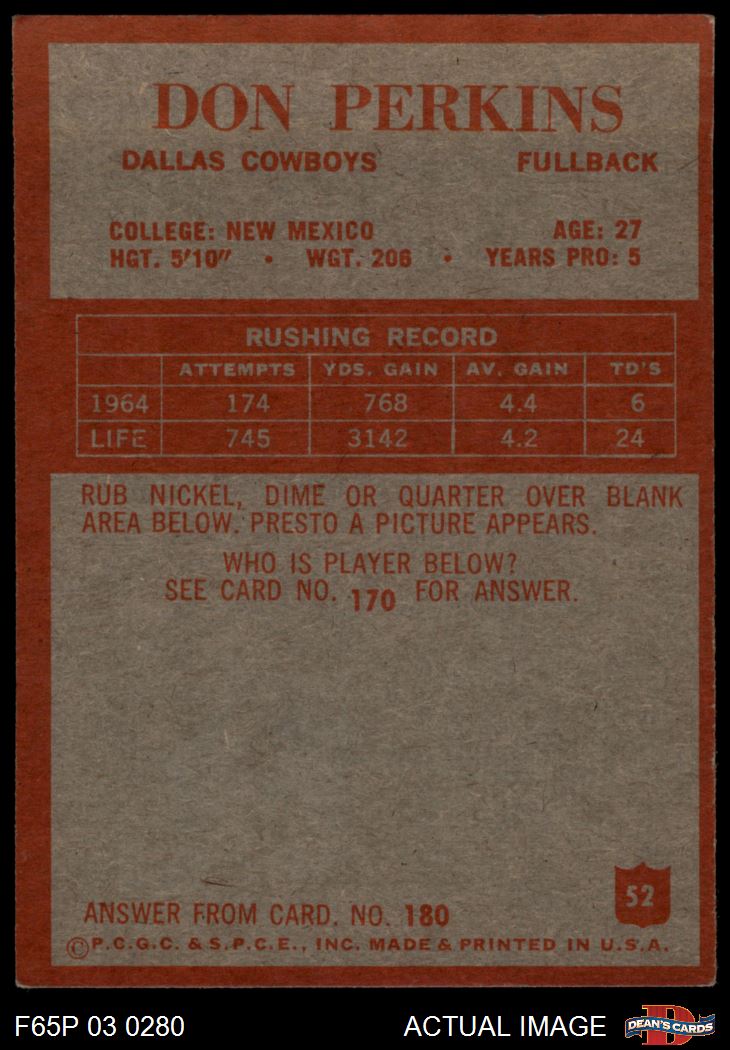 DON PERKINS
DALLAS COWBOYS FULLBACK
COLLEGE: NEW MEXICO AGE: 27
HGT. 5'10" • WGT. 206 • YEARS PRO: 5
RUSHING RECORD
ATTEMPTS YDS. GAIN AV. GAIN TD'S
1964 174 768 4.4 6
LIFE 745 3142 4.2 24
RUB NICKEL, DIME OR QUARTER OVER BLANK
AREA BELOW. PRESTO A PICTURE APPEARS.
WHO IS PLAYER BELOW?
SEE CARD NO. 170 FOR ANSWER.
52
ANSWER FROM CARD. NO. 180
©P.C.G.C. & S.P.C.E., INC. MADE & PRINTED IN U.S.A.
F65P 03 0280 ACTUAL IMAGE D DEAN'S CARDS